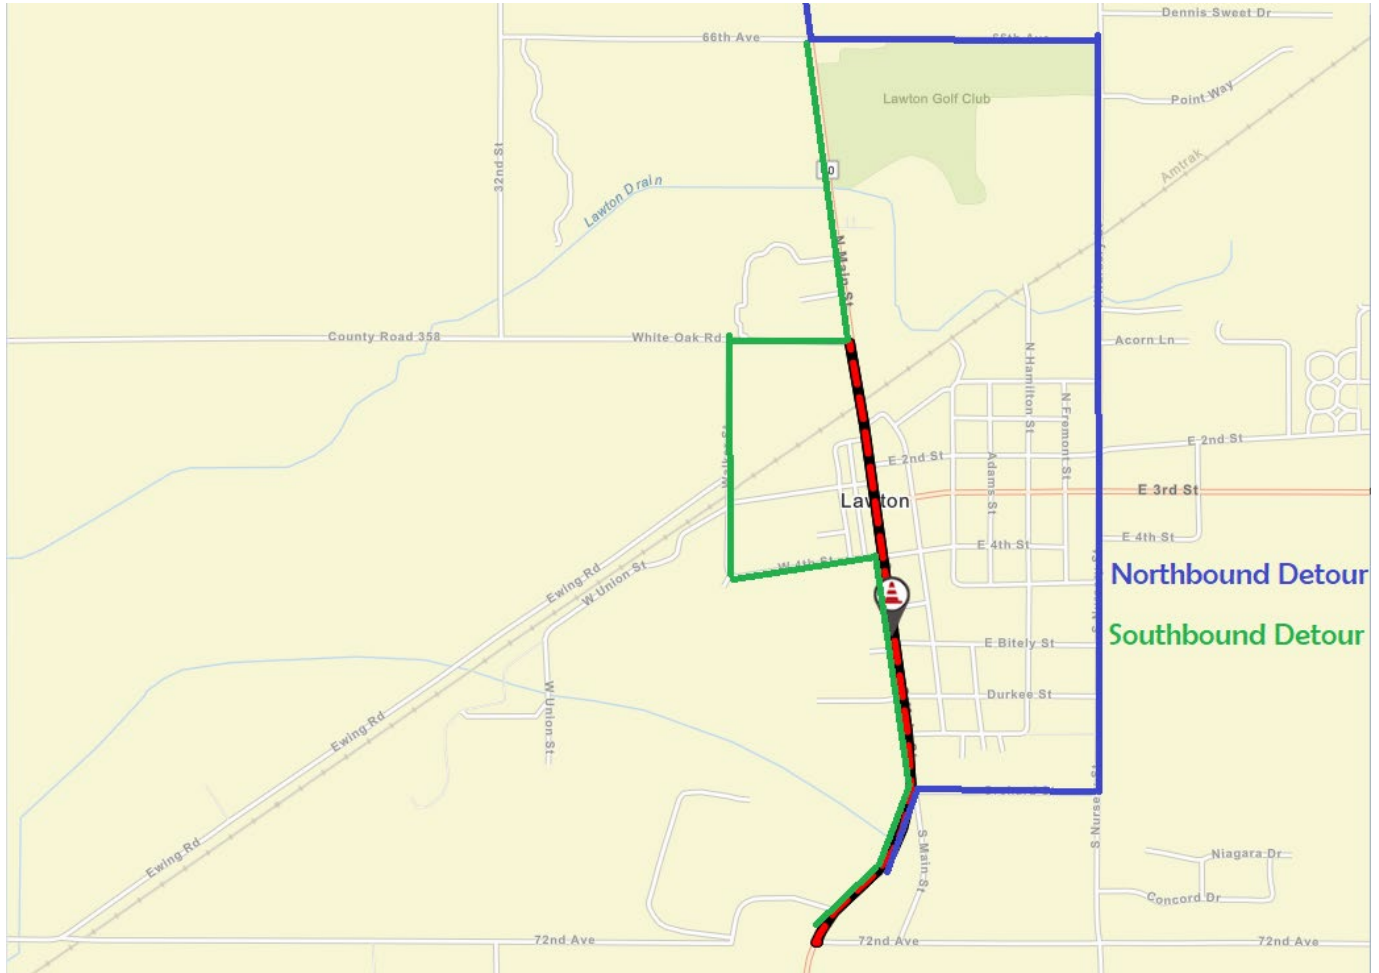 Dennis Sweet Dr
66th Ave
66th Ave
Lawton Golf Club
Point Way
32nd St
Amtrak
Lawton Drain
N Main St
County Road 358
White Oak Rd
Acorn Ln
N Hamilton St
N Fremont St
E 2nd St
E 2nd St
Adams St
Lawton
E 3rd St
E 4th St
E 4th St
W 4th St
Ewing Rd
W Union St
Northbound Detour
Southbound Detour
E Bitely St
Durkee St
W Union St
Ewing Rd
S Main St
Ewing Rd
Niagara Dr
Concord Dr
72nd Ave
72nd Ave
72nd Ave